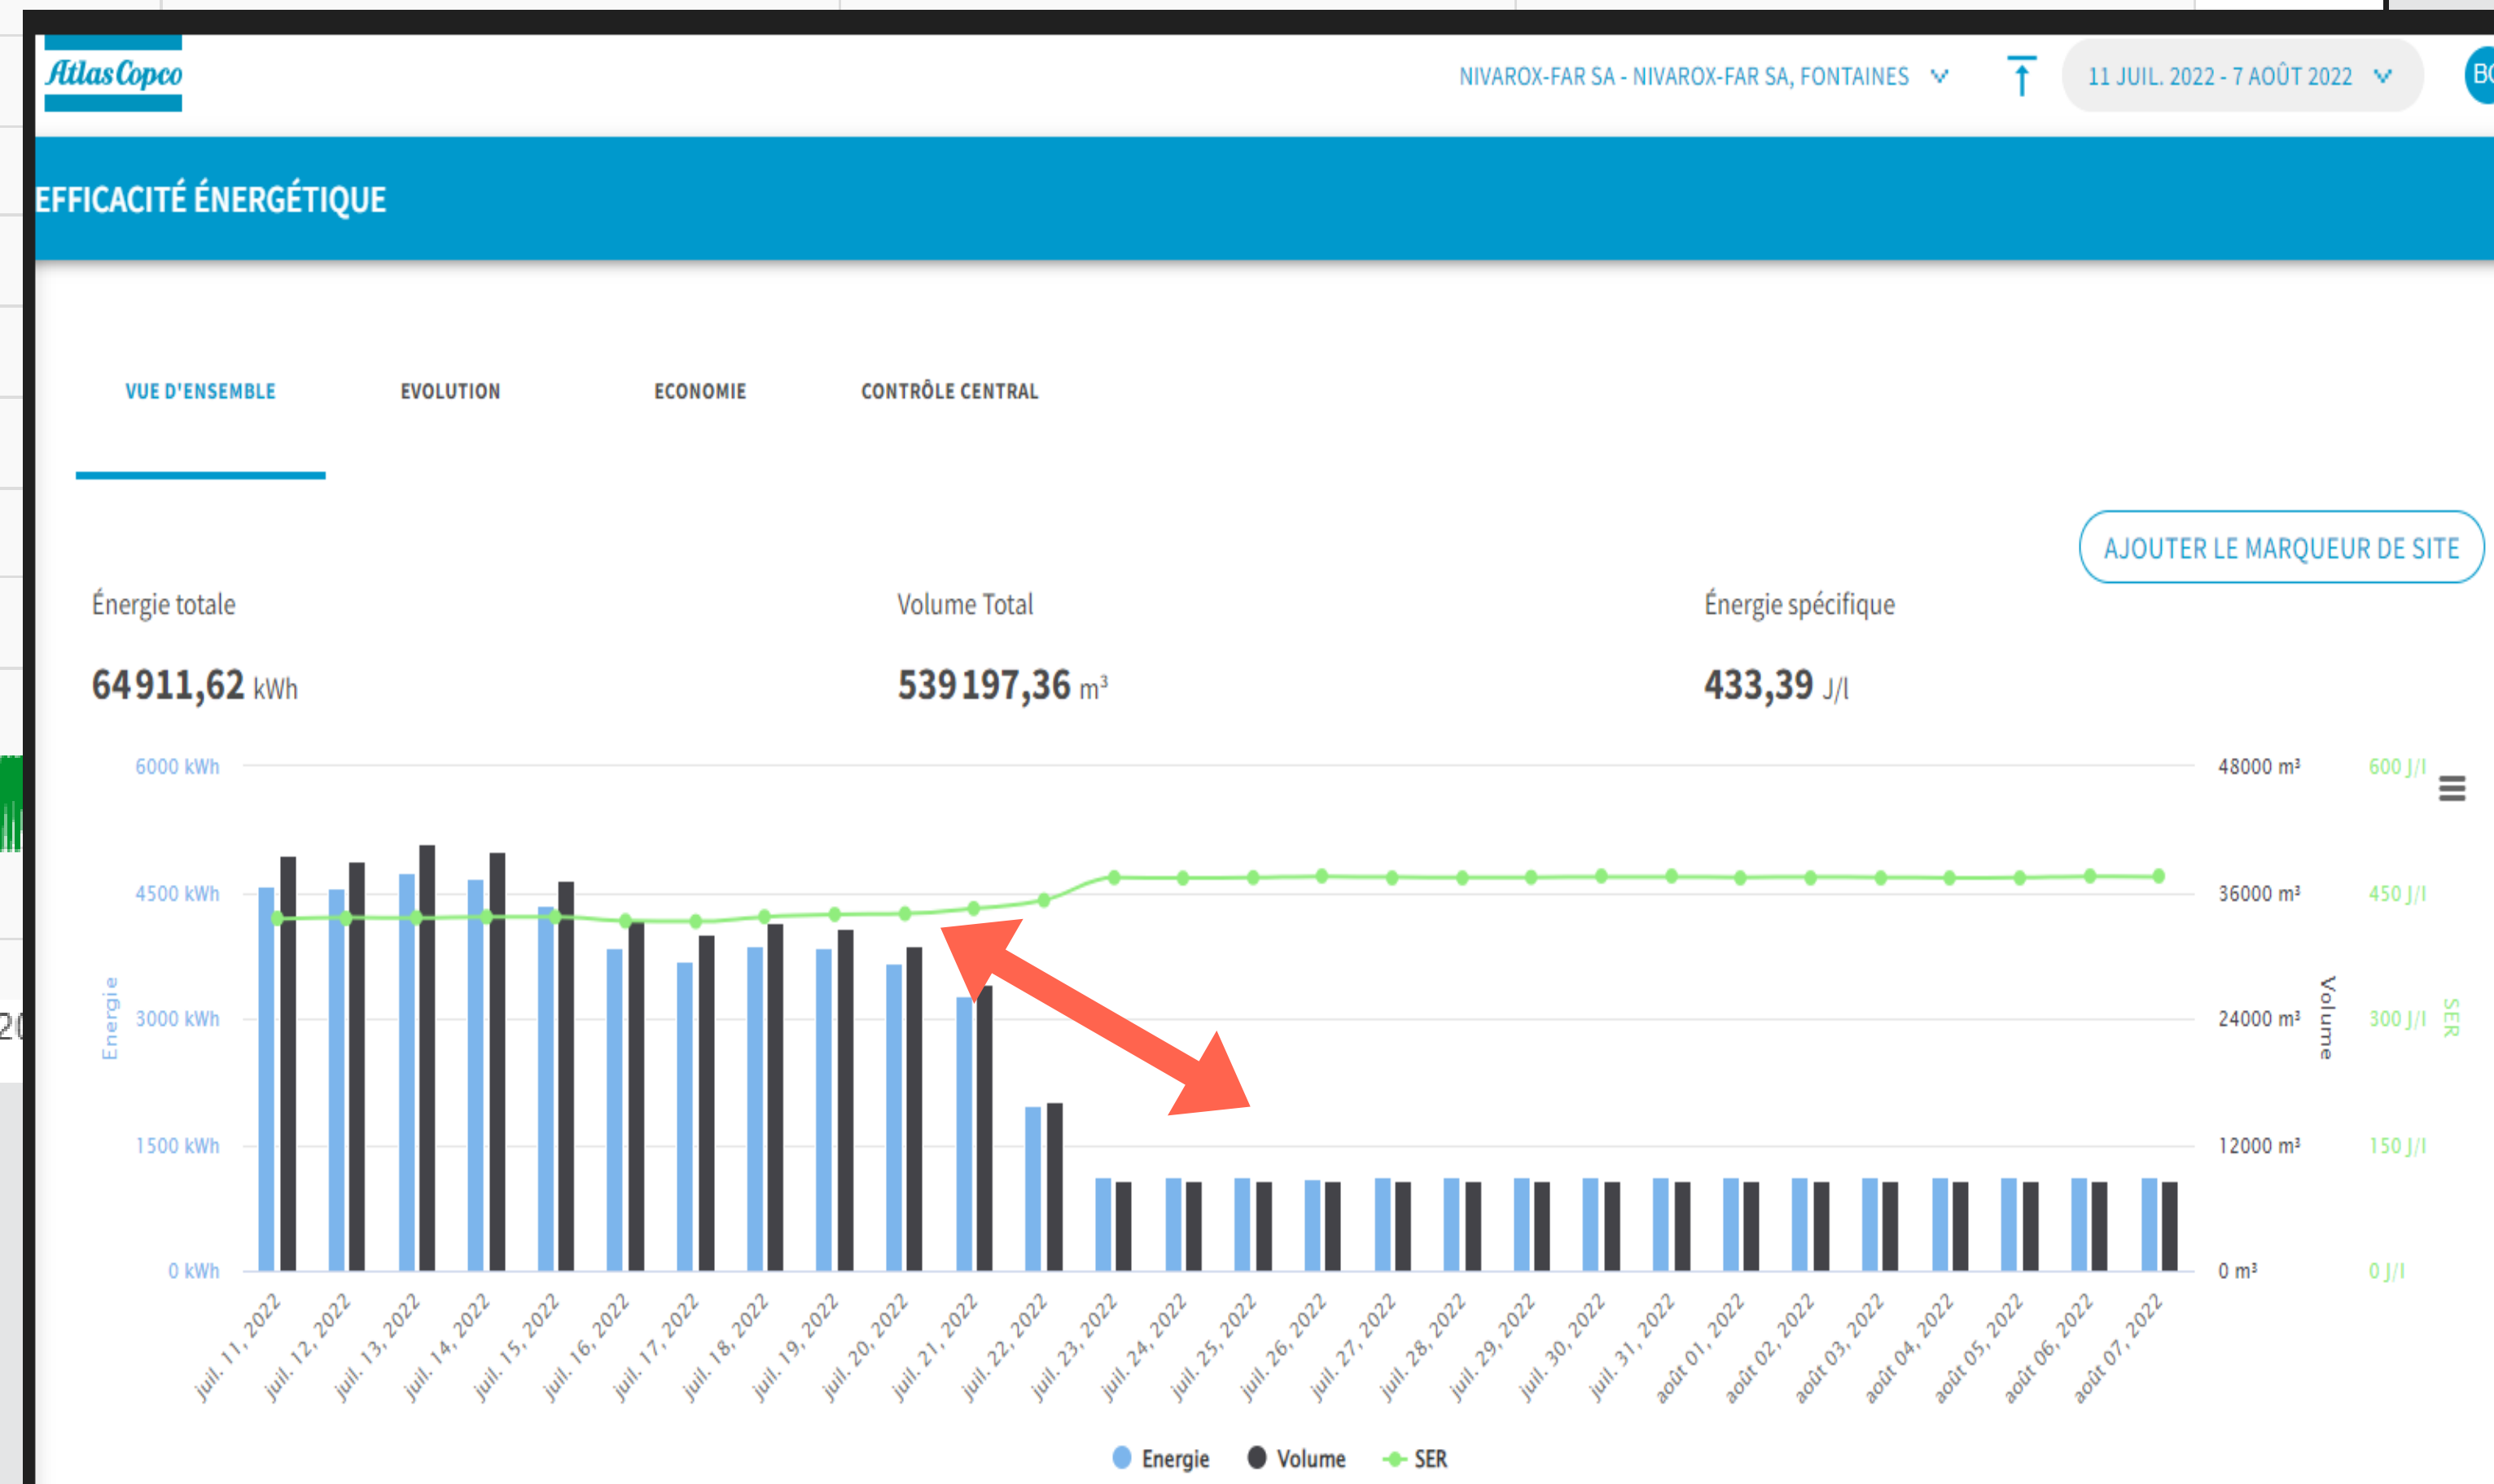 Atlas Copco
NIVAROX-FAR SA - NIVAROX-FAR SA, FONTAINES
11 JUIL. 2022 - 7 AOÛT 2022
EFFICACITÉ ÉNERGÉTIQUE
VUE D'ENSEMBLE EVOLUTION ECONOMIE CONTRÔLE CENTRAL
AJOUTER LE MARQUEUR DE SITE
Énergie totale Volume Total Énergie spécifique
64 911,62 kWh 539 197,36 m³ 433,39 J/l
6000 kWh 48000 m³ 600 J/l
4500 kWh 36000 m³ 450 J/l
3000 kWh 24000 m³ 300 J/l
1500 kWh 12000 m³ 150 J/l
0 kWh 0 m³ 0 J/l
Energie
Volume
SER
juil. 11, 2022
juil. 12, 2022
juil. 13, 2022
juil. 14, 2022
juil. 15, 2022
juil. 16, 2022
juil. 17, 2022
juil. 18, 2022
juil. 19, 2022
juil. 20, 2022
juil. 21, 2022
juil. 22, 2022
juil. 23, 2022
juil. 24, 2022
juil. 25, 2022
juil. 26, 2022
juil. 27, 2022
juil. 28, 2022
juil. 29, 2022
juil. 30, 2022
juil. 31, 2022
août 01, 2022
août 02, 2022
août 03, 2022
août 04, 2022
août 05, 2022
août 06, 2022
août 07, 2022
Energie Volume SER